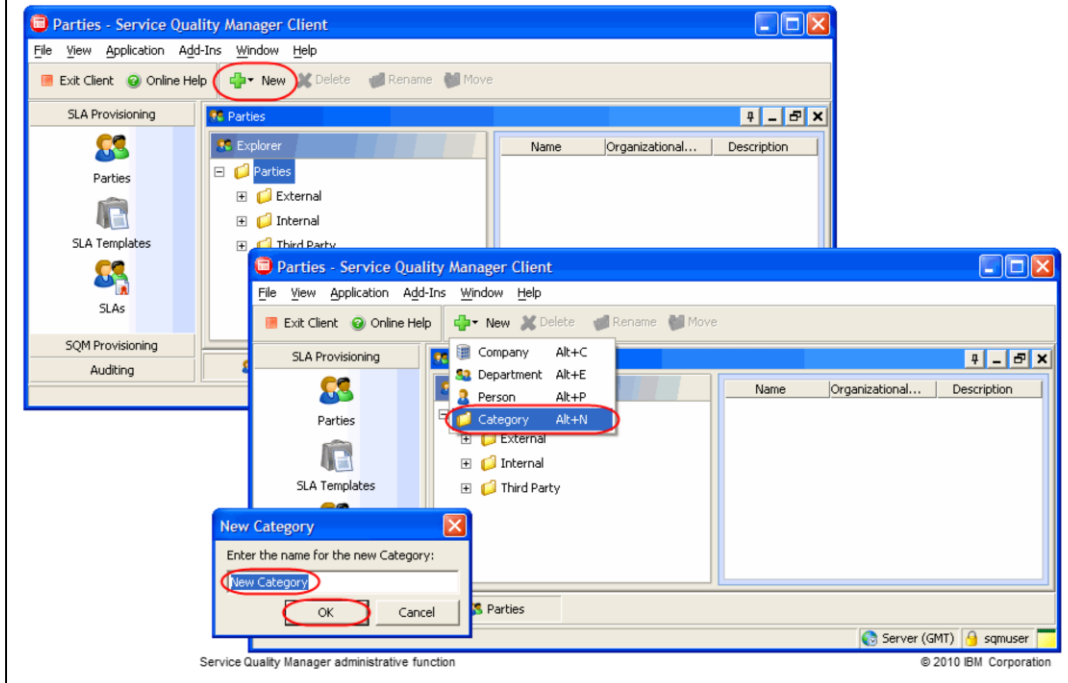 Parties - Service Quality Manager Client
File View Application Add-Ins Window Help
Exit Client Online Help New Delete Rename Move
SLA Provisioning
Parties
SLA Templates
SLAs
SQM Provisioning
Auditing
Parties
Explorer
Parties
External
Internal
Third Party
Name Organizational... Description
Parties - Service Quality Manager Client
File View Application Add-Ins Window Help
Exit Client Online Help New Delete Rename Move
SLA Provisioning
Parties
SLA Templates
Company Alt+C
Department Alt+E
Person Alt+P
Category Alt+N
External
Internal
Third Party
Name Organizational... Description
New Category
Enter the name for the new Category:
New Category
OK Cancel
Parties
Server (GMT) sqmuser
Service Quality Manager administrative function
© 2010 IBM Corporation